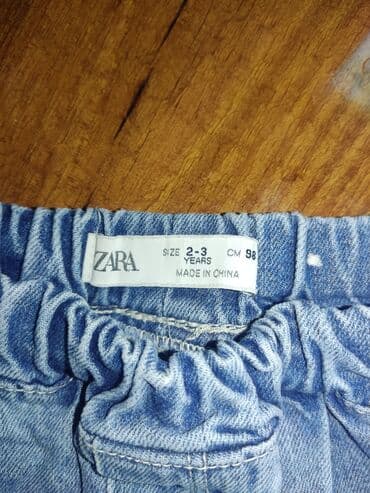 ZARA
SIZE 2-3 CM 98
YEARS
MADE IN CHINA